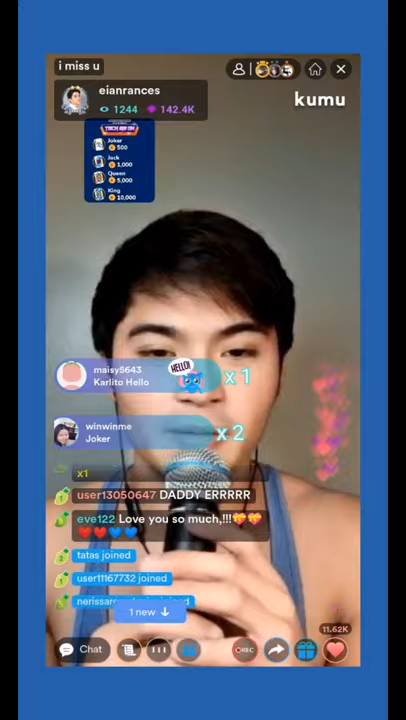 i miss u
eianrances
1244 142.4K
kumu
Joker
500
Jack
1,000
Queen
5,000
King
10,000
maisy5643
Karlito Hello
HELLO!
x 1
winwinme
Joker
x 2
x1
user13050647 DADDY ERRRRR
eve122 Love you so much,!!!
tatas joined
user11167732 joined
1 new
11.62K
Chat
REC